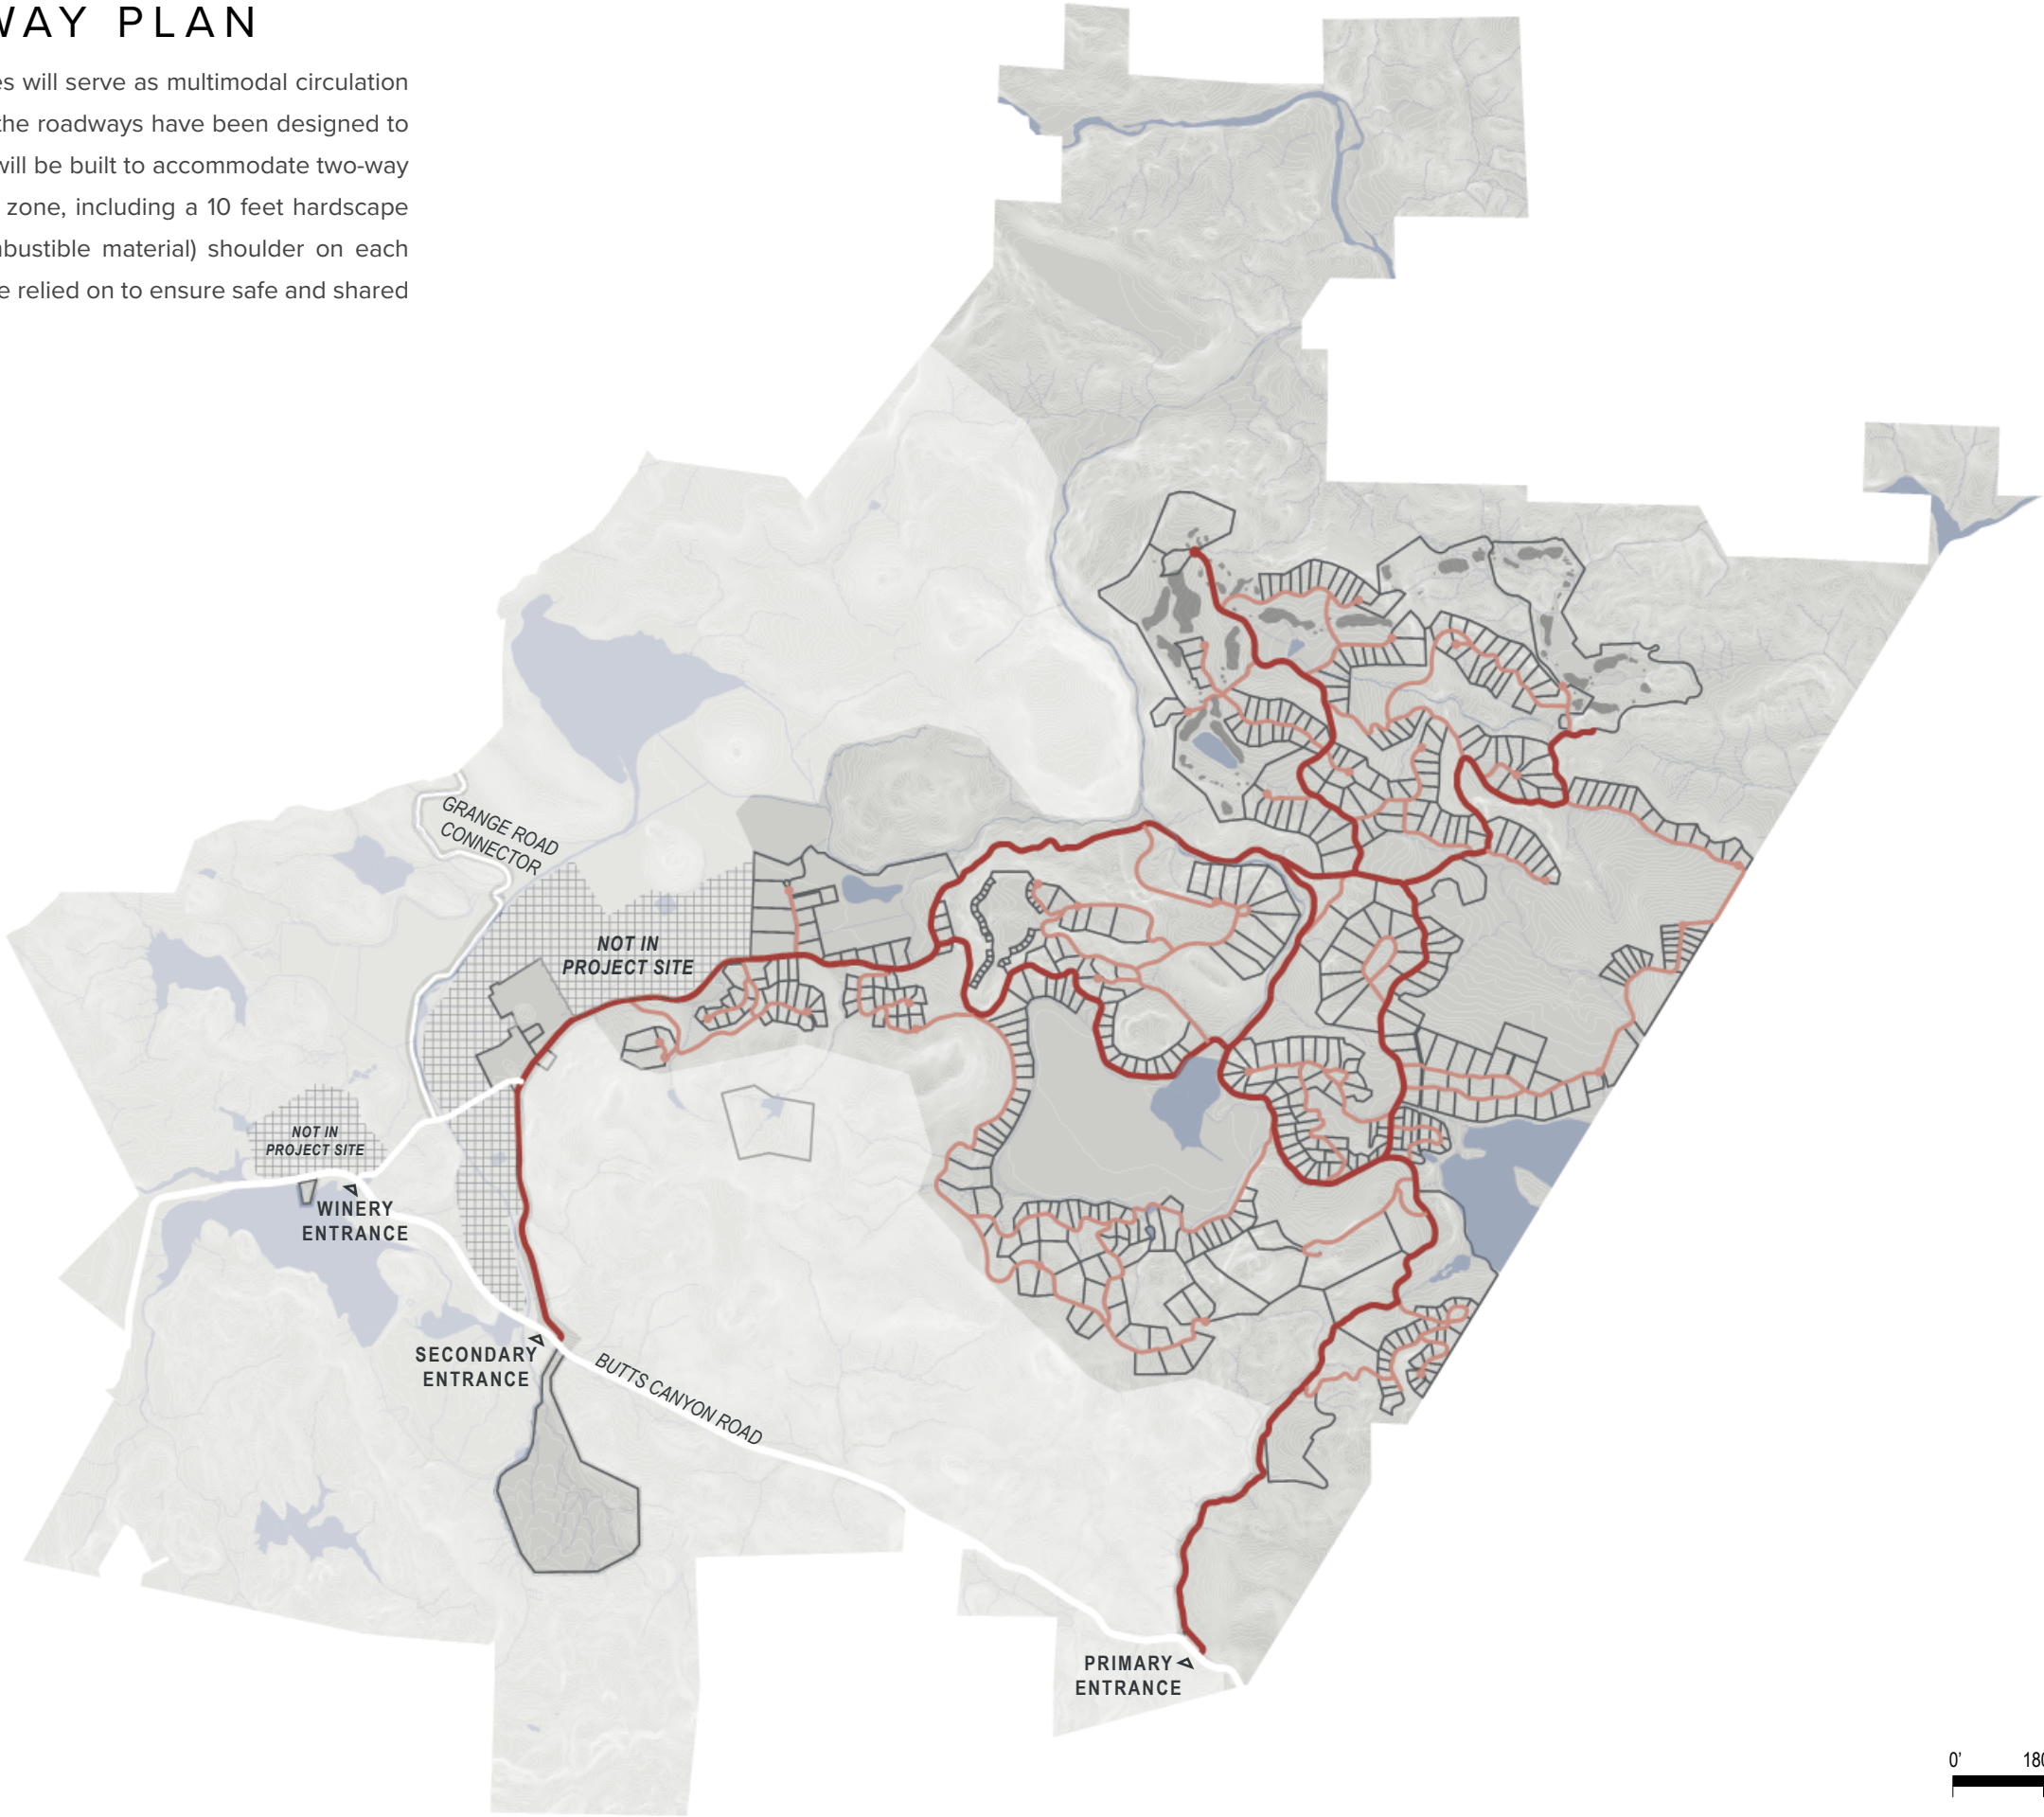 WAY PLAN
es will serve as multimodal circulation
the roadways have been designed to
will be built to accommodate two-way
zone, including a 10 feet hardscape
mbustible material) shoulder on each
e relied on to ensure safe and shared
GRANGE ROAD
CONNECTOR
NOT IN
PROJECT SITE
NOT IN
PROJECT SITE
WINERY
ENTRANCE
SECONDARY
ENTRANCE
BUTTS CANYON ROAD
PRIMARY
ENTRANCE
0' 180